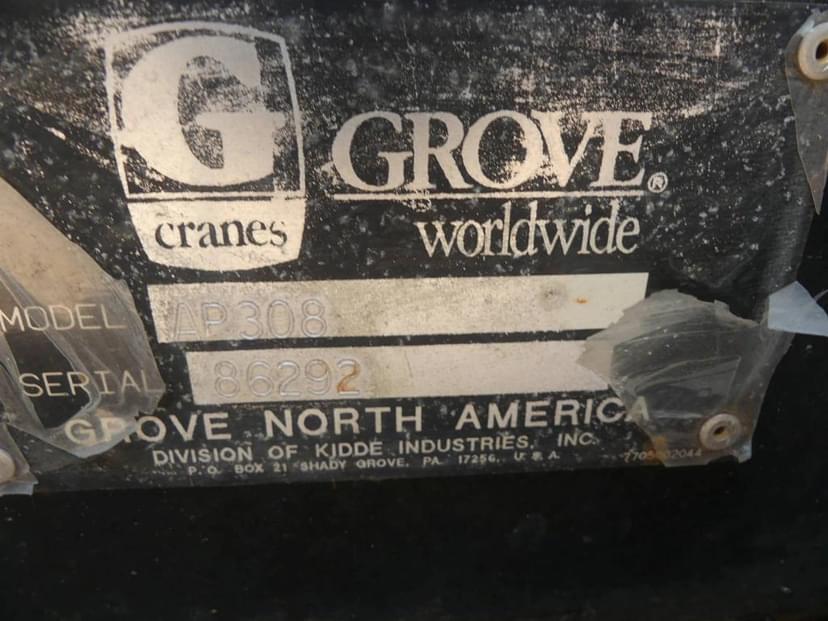 G
cranes
GROVE®
worldwide
MODEL AP308
SERIAL 86292
GROVE NORTH AMERICA
DIVISION OF KIDDE INDUSTRIES, INC.
P.O. BOX 21 SHADY GROVE, PA. 17256, U.S.A.